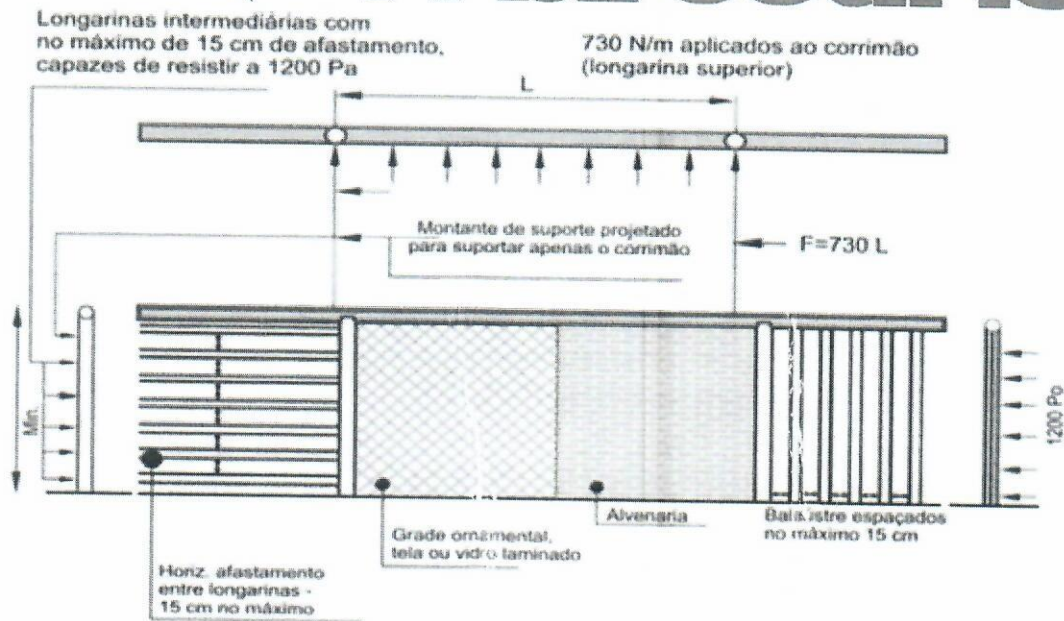 Longarinas intermediárias com
no máximo de 15 cm de afastamento,
capazes de resistir a 1200 Pa
730 N/m aplicados ao corrimão
(longarina superior)
L
Montante de suporte projetado
para suportar apenas o corrimão
F=730 L
Min.
1200 Pa
Alvenaria
Balaústre espaçados
no máximo 15 cm
Grade ornamental,
tela ou vidro laminado
Horiz. afastamento
entre longarinas -
15 cm no máximo